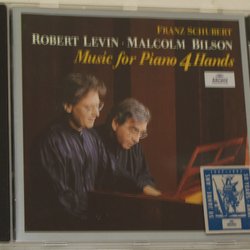 FRANZ SCHUBERT
ROBERT LEVIN · MALCOLM BILSON
Music for Piano 4 Hands
ARCHIV